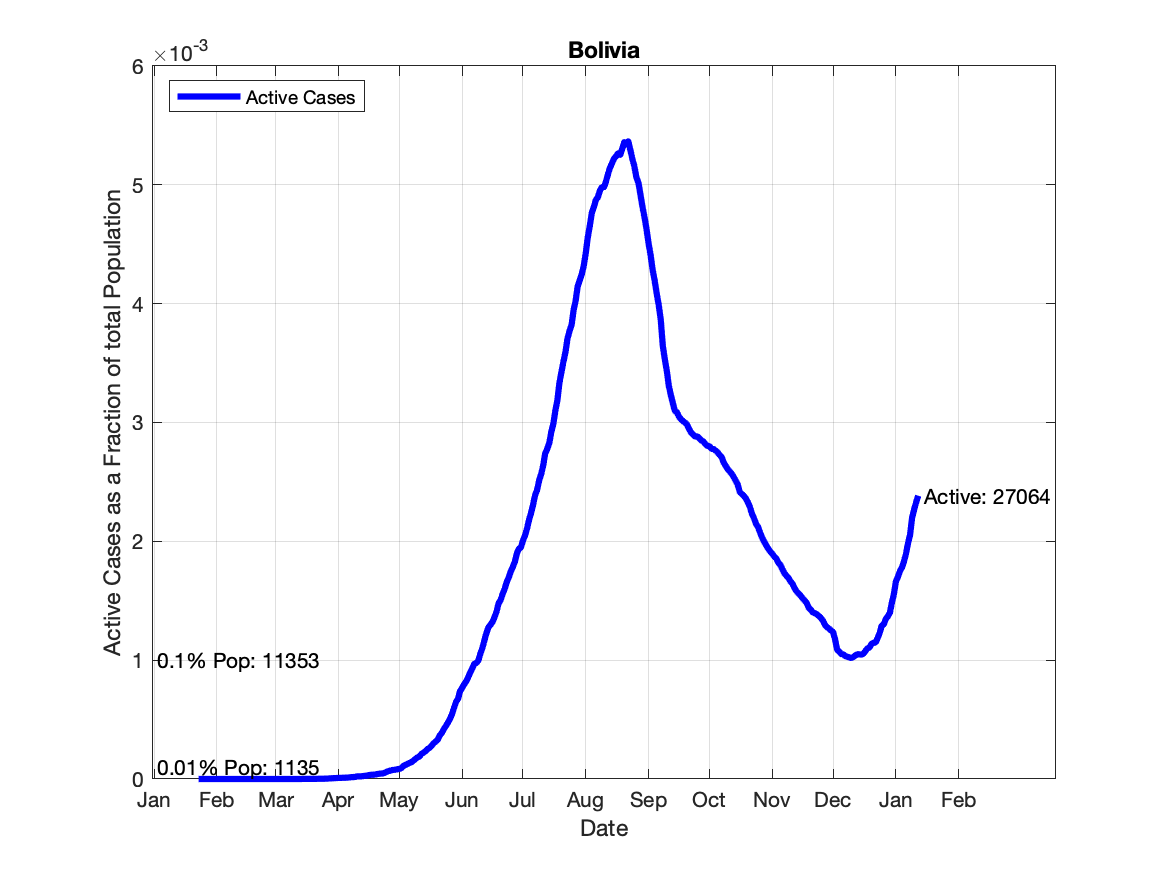 Bolivia
×10-3
Active Cases
6
5
4
3
2
1
0
Active Cases as a Fraction of total Population
Active: 27064
0.1% Pop: 11353
0.01% Pop: 1135
Jan Feb Mar Apr May Jun Jul Aug Sep Oct Nov Dec Jan Feb
Date